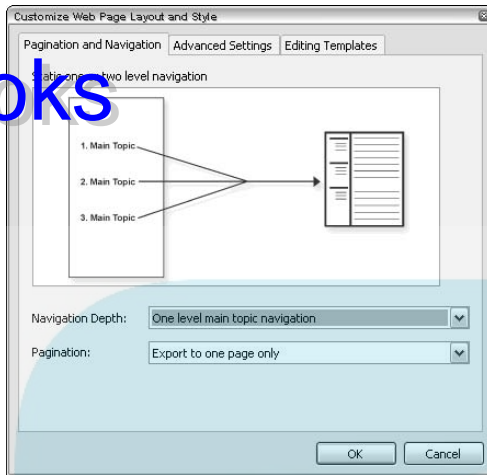 Customize Web Page Layout and Style
Pagination and Navigation Advanced Settings Editing Templates
two level navigation
oks
1. Main Topic
2. Main Topic
3. Main Topic
Navigation Depth: One level main topic navigation
Pagination: Export to one page only
OK Cancel